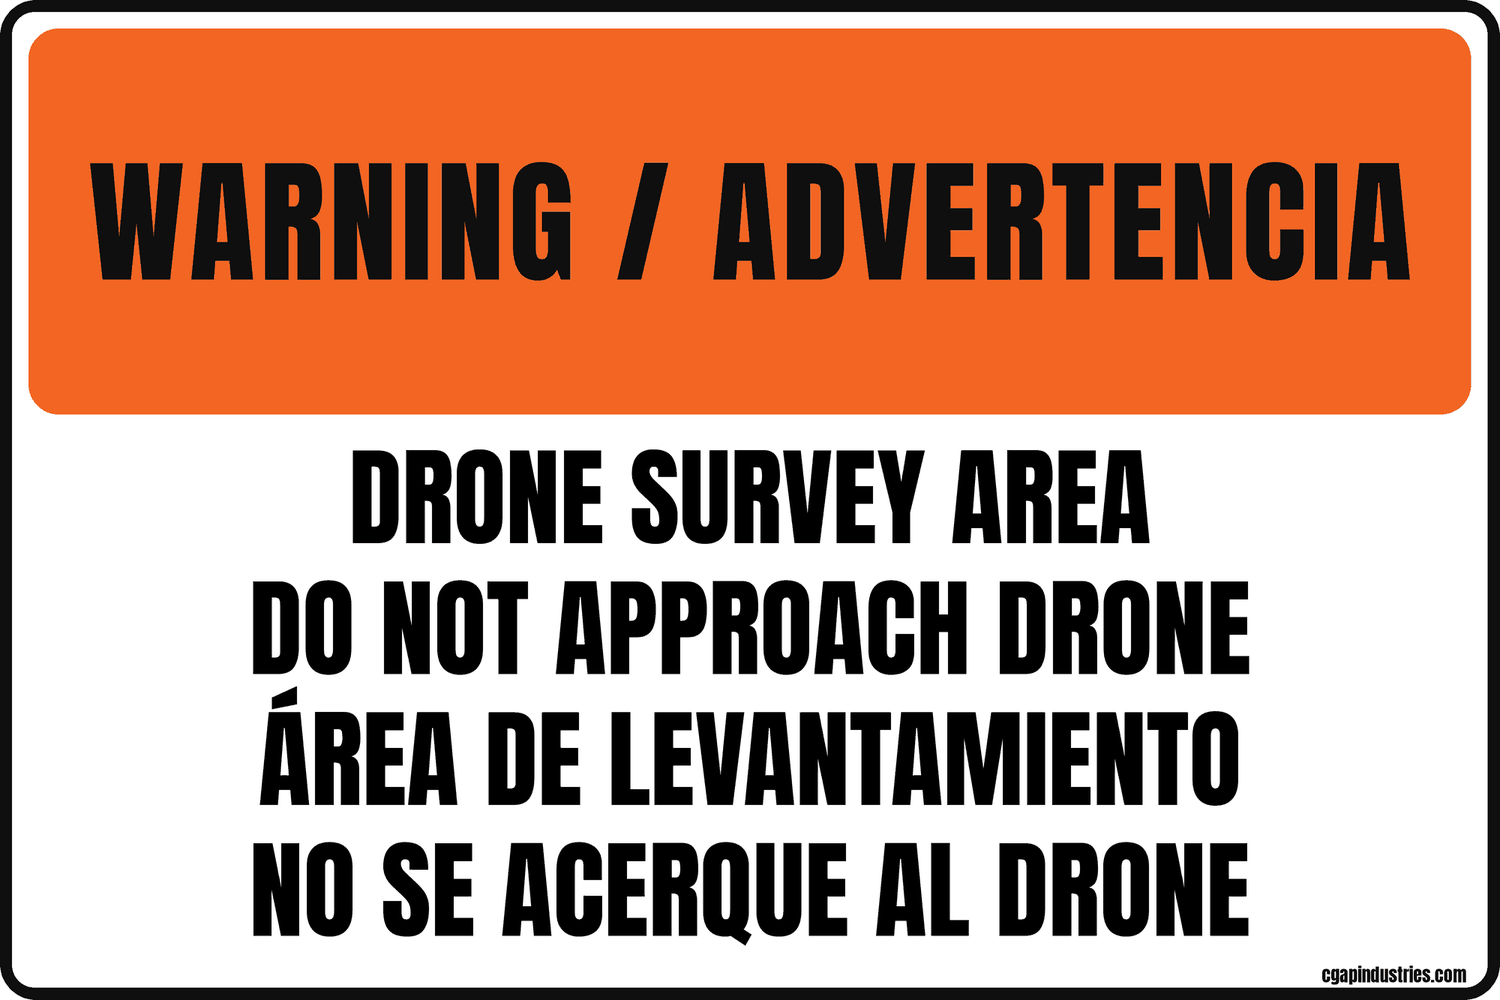 WARNING / ADVERTENCIA
DRONE SURVEY AREA
DO NOT APPROACH DRONE
ÁREA DE LEVANTAMIENTO
NO SE ACERQUE AL DRONE
cgapindustries.com